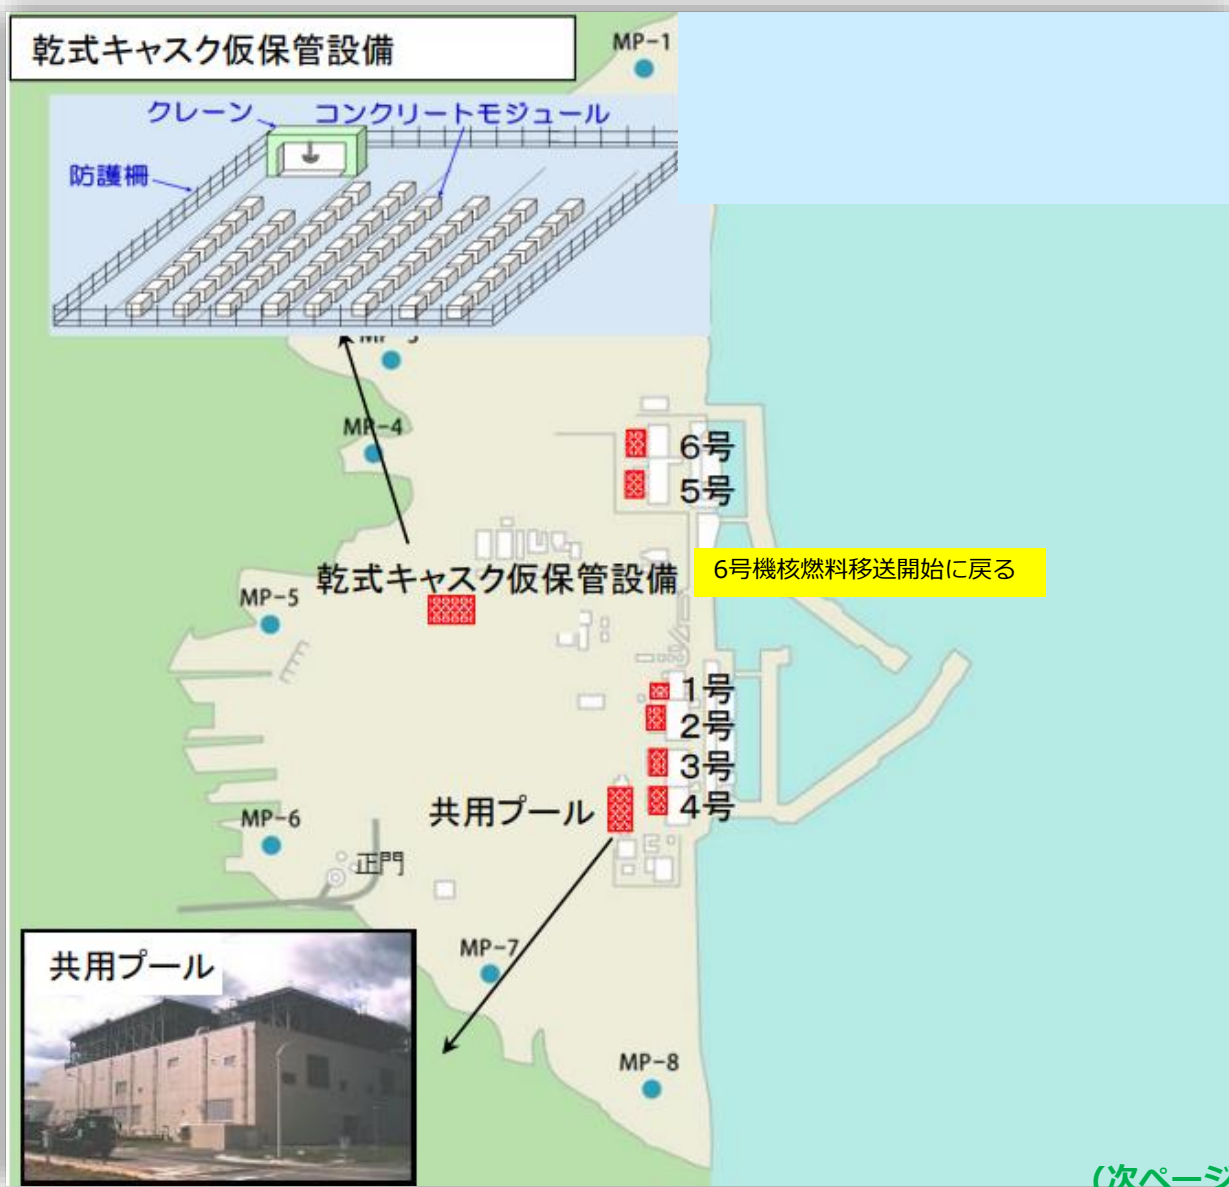 乾式キャスク仮保管設備
MP-1
クレーン
コンクリートモジュール
防護柵
MP-4
6号
5号
乾式キャスク仮保管設備
6号機核燃料移送開始に戻る
MP-5
1号
2号
3号
4号
共用プール
MP-6
正門
MP-7
共用プール
MP-8
(次ページ